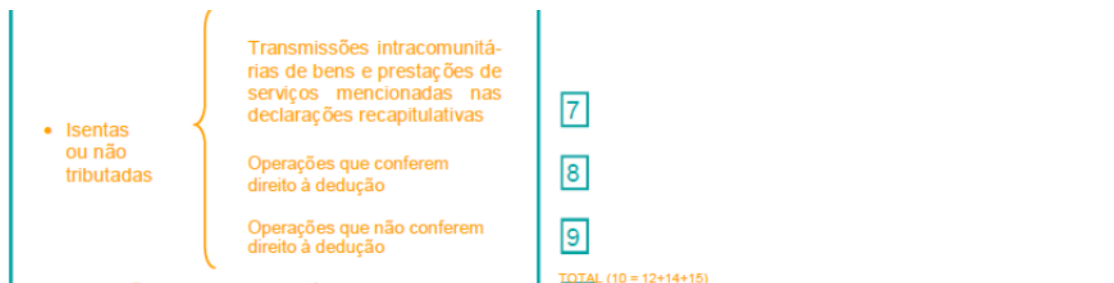 Transmissões intracomunitá-
rias de bens e prestações de
serviços mencionadas nas
declarações recapitulativas
7
• Isentas
ou não
tributadas
Operações que conferem
direito à dedução
8
Operações que não conferem
direito à dedução
9
TOTAL (10 = 12+14+15)